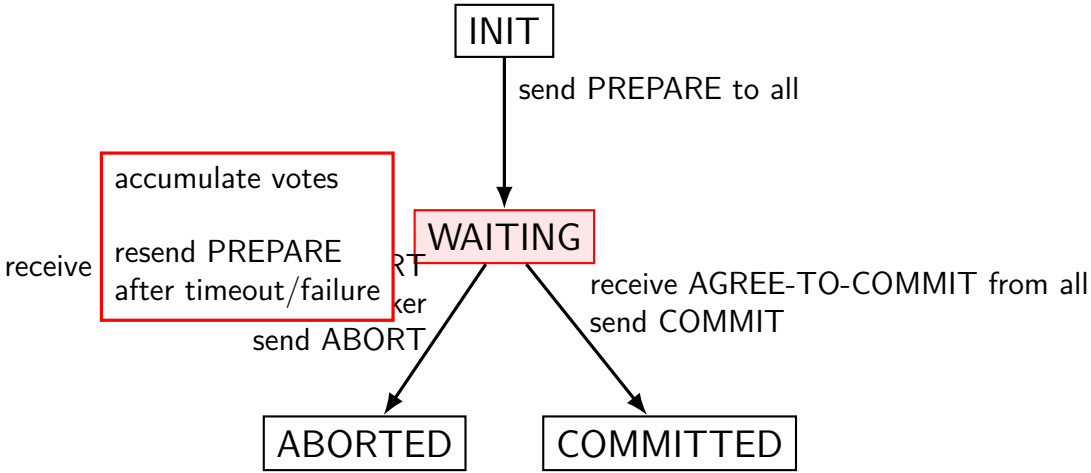 INIT
send PREPARE to all
accumulate votes
resend PREPARE
after timeout/failure
WAITING
receive
send ABORT
receive AGREE-TO-COMMIT from all
send COMMIT
ABORTED
COMMITTED